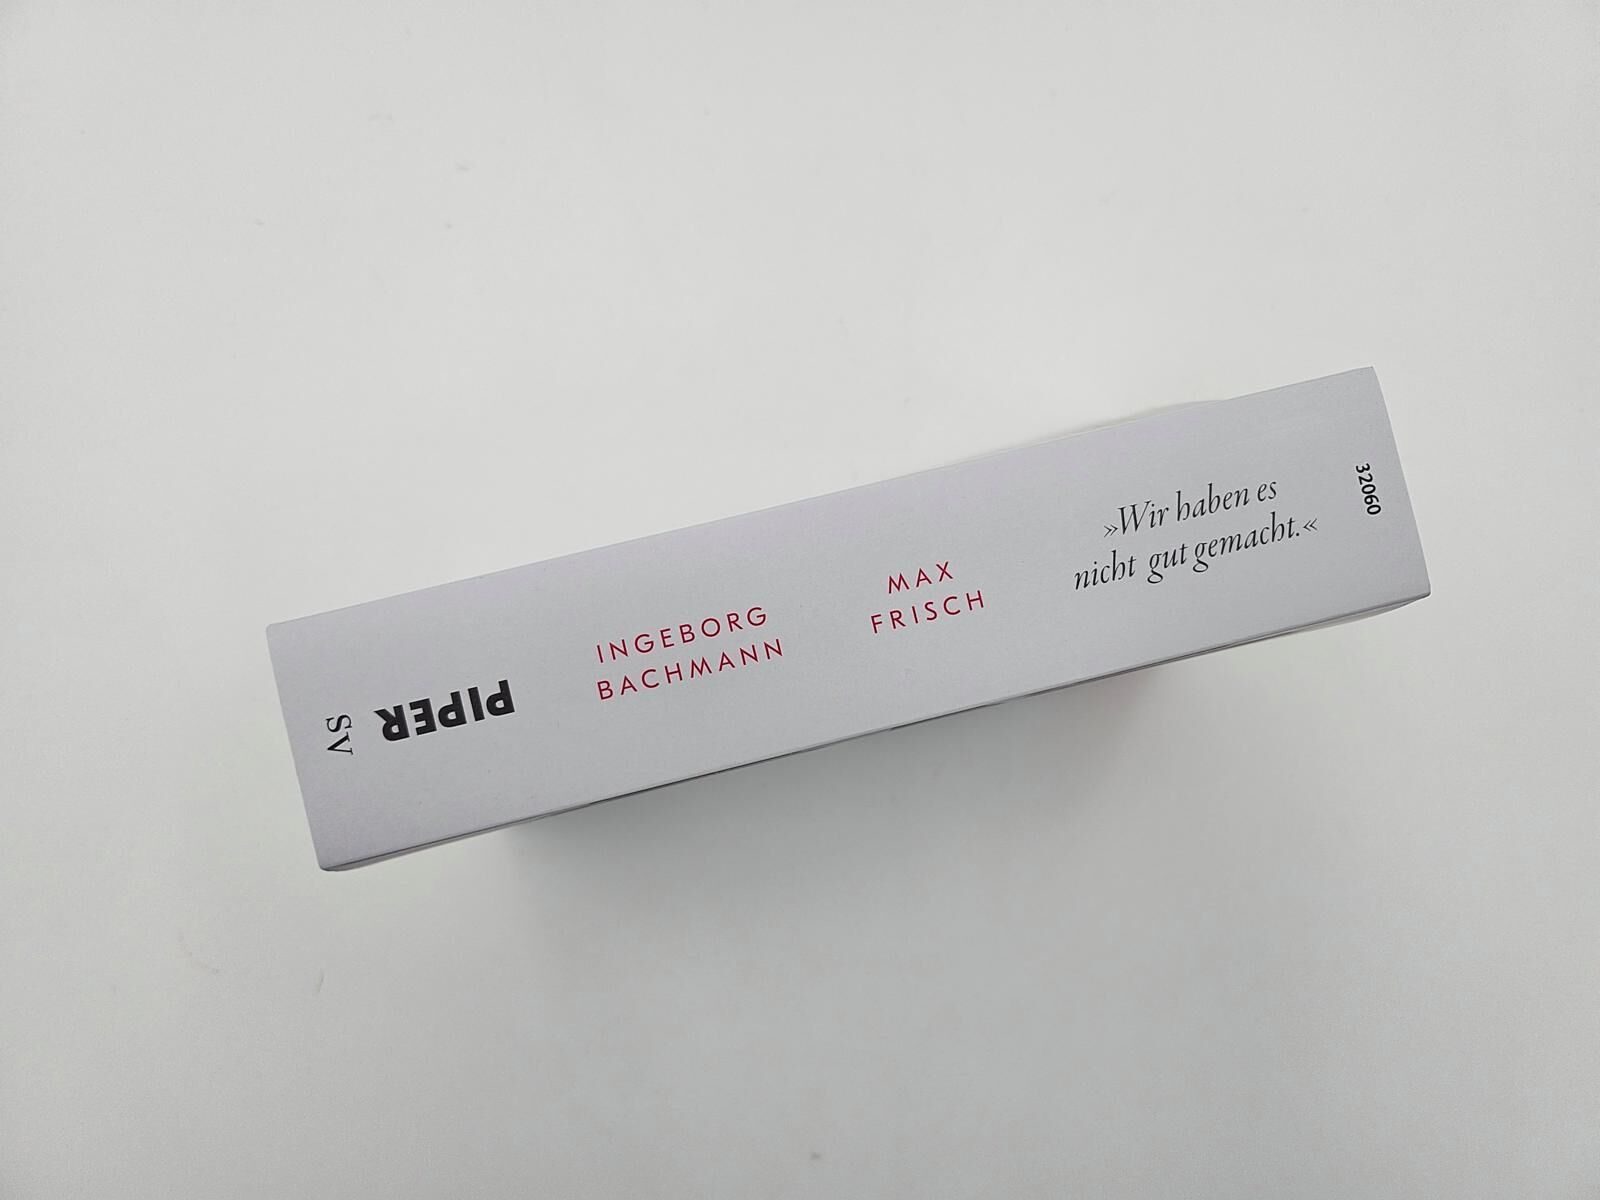 SV
PIPER
INGEBORG
BACHMANN
MAX
FRISCH
»Wir haben es
nicht gut gemacht.«
32060